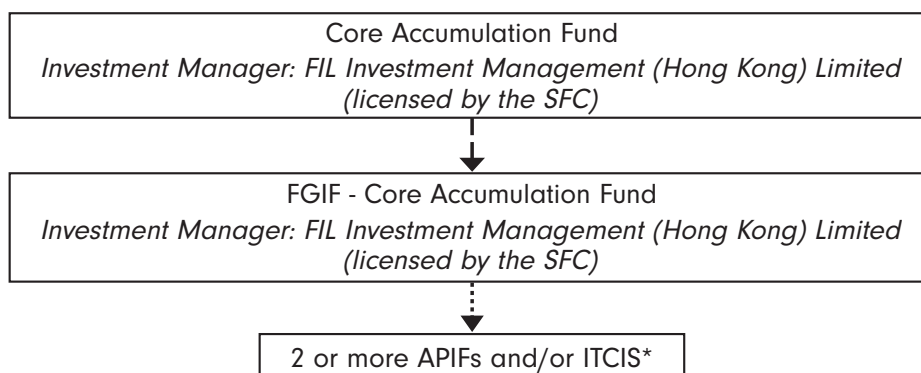 Core Accumulation Fund
Investment Manager: FIL Investment Management (Hong Kong) Limited
(licensed by the SFC)
FGIF - Core Accumulation Fund
Investment Manager: FIL Investment Management (Hong Kong) Limited
(licensed by the SFC)
2 or more APIFs and/or ITCIS*